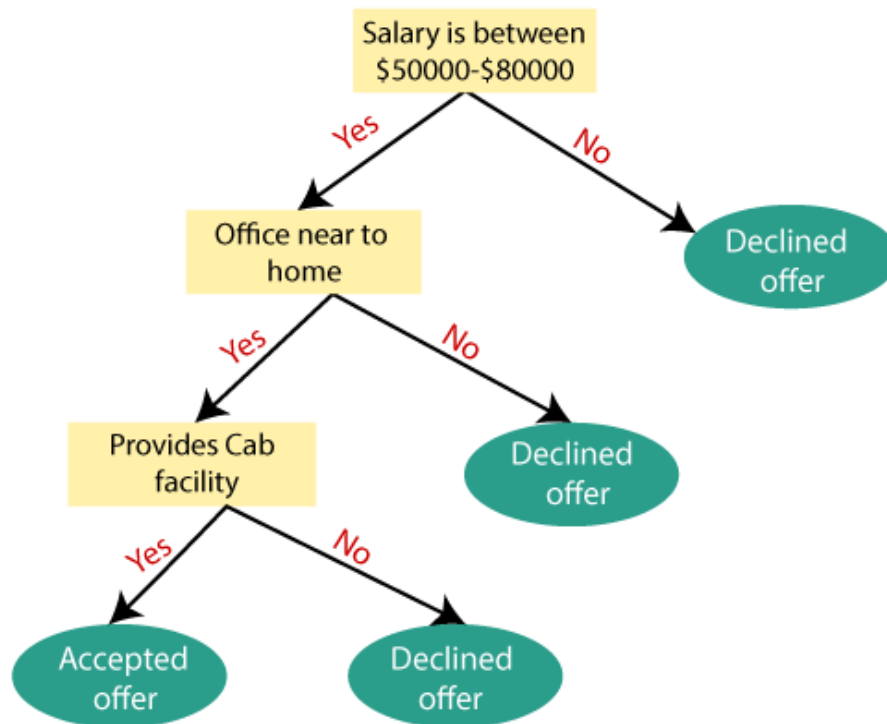 Salary is between
$50000-$80000
Yes
No
Office near to
home
Declined
offer
Yes
No
Provides Cab
facility
Declined
offer
Yes
No
Accepted
offer
Declined
offer